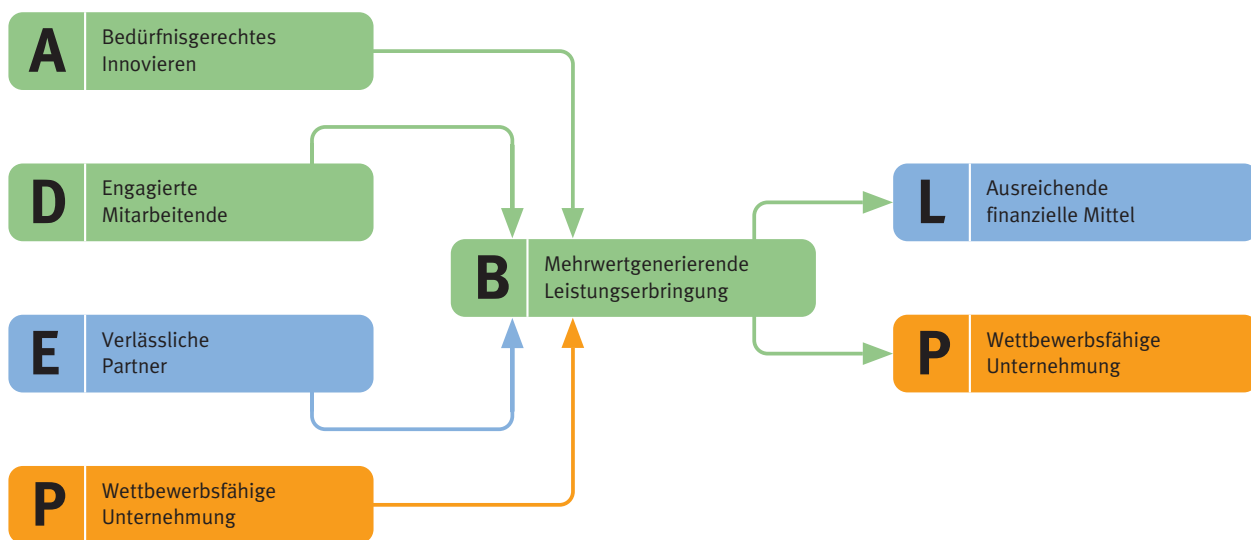 A
Bedürfnisgerechtes
Innovieren
D
Engagierte
Mitarbeitende
E
Verlässliche
Partner
P
Wettbewerbsfähige
Unternehmung
B
Mehrwertgenerierende
Leistungserbringung
L
Ausreichende
finanzielle Mittel
P
Wettbewerbsfähige
Unternehmung